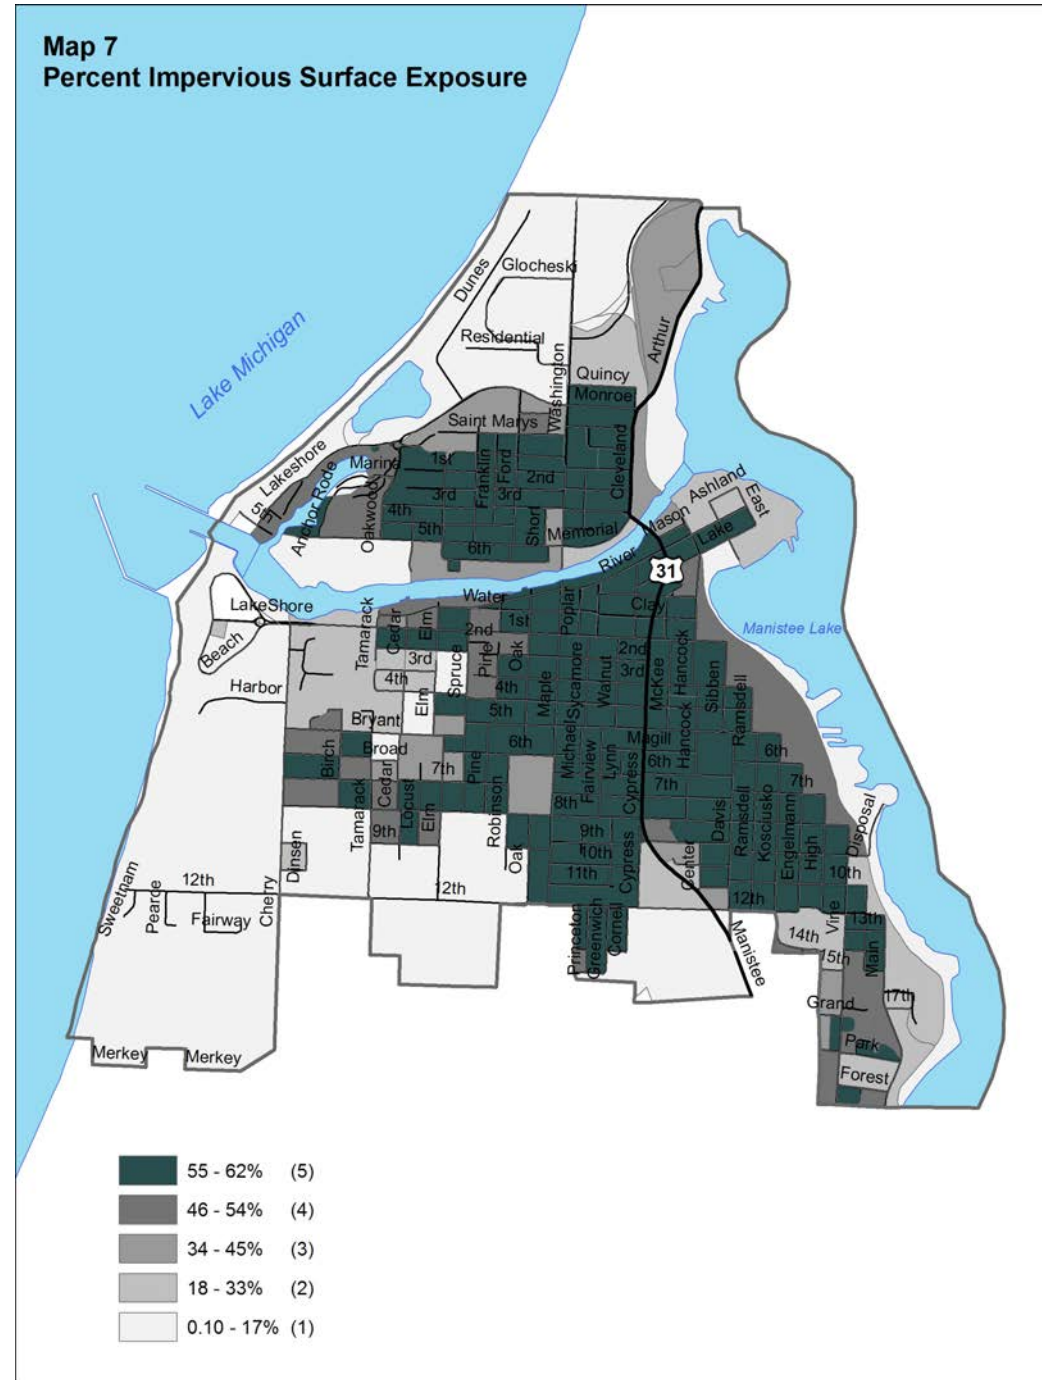 Map 7
Percent Impervious Surface Exposure
Lake Michigan
Dunes
Glocheski
Residential
Washington
Arthur
Quincy
Monroe
Saint Marys
Cleveland
Lakeshore
Marina
1st
Franklin
Ford
2nd
Anchor Rode
Oakwood
3rd
3rd
4th
5th
5th
6th
Short
Memorial
Mason
Ashland
East
Lake
River
31
Water
LakeShore
Beach
Tamarack
Cedar
Elm
2nd
1st
Poplar
Clay
Manistee Lake
3rd
4th
Elm
Spruce
Pine
Oak
4th
5th
Maple
Michael
Sycamore
Walnut
2nd
3rd
McKee
Hancock
Sibben
Ramsdell
Harbor
Bryant
Broad
Birch
Cedar
7th
Pine
6th
Fairview
Lynn
Cypress
Magill
6th
7th
Hancock
6th
7th
Tamarack
Locust
Elm
9th
Robinson
Oak
8th
9th
10th
11th
Cypress
Center
Davis
Ramsdell
Kosciusko
Engelmann
High
Disposal
10th
Dinsen
12th
12th
12th
Sweetnam
Pearce
Fairway
Cherry
Princeton
Greenwich
Cornell
Manistee
Vine
13th
14th
15th
Main
Grand
17th
Park
Forest
Merkey
Merkey
55 - 62% (5)
46 - 54% (4)
34 - 45% (3)
18 - 33% (2)
0.10 - 17% (1)